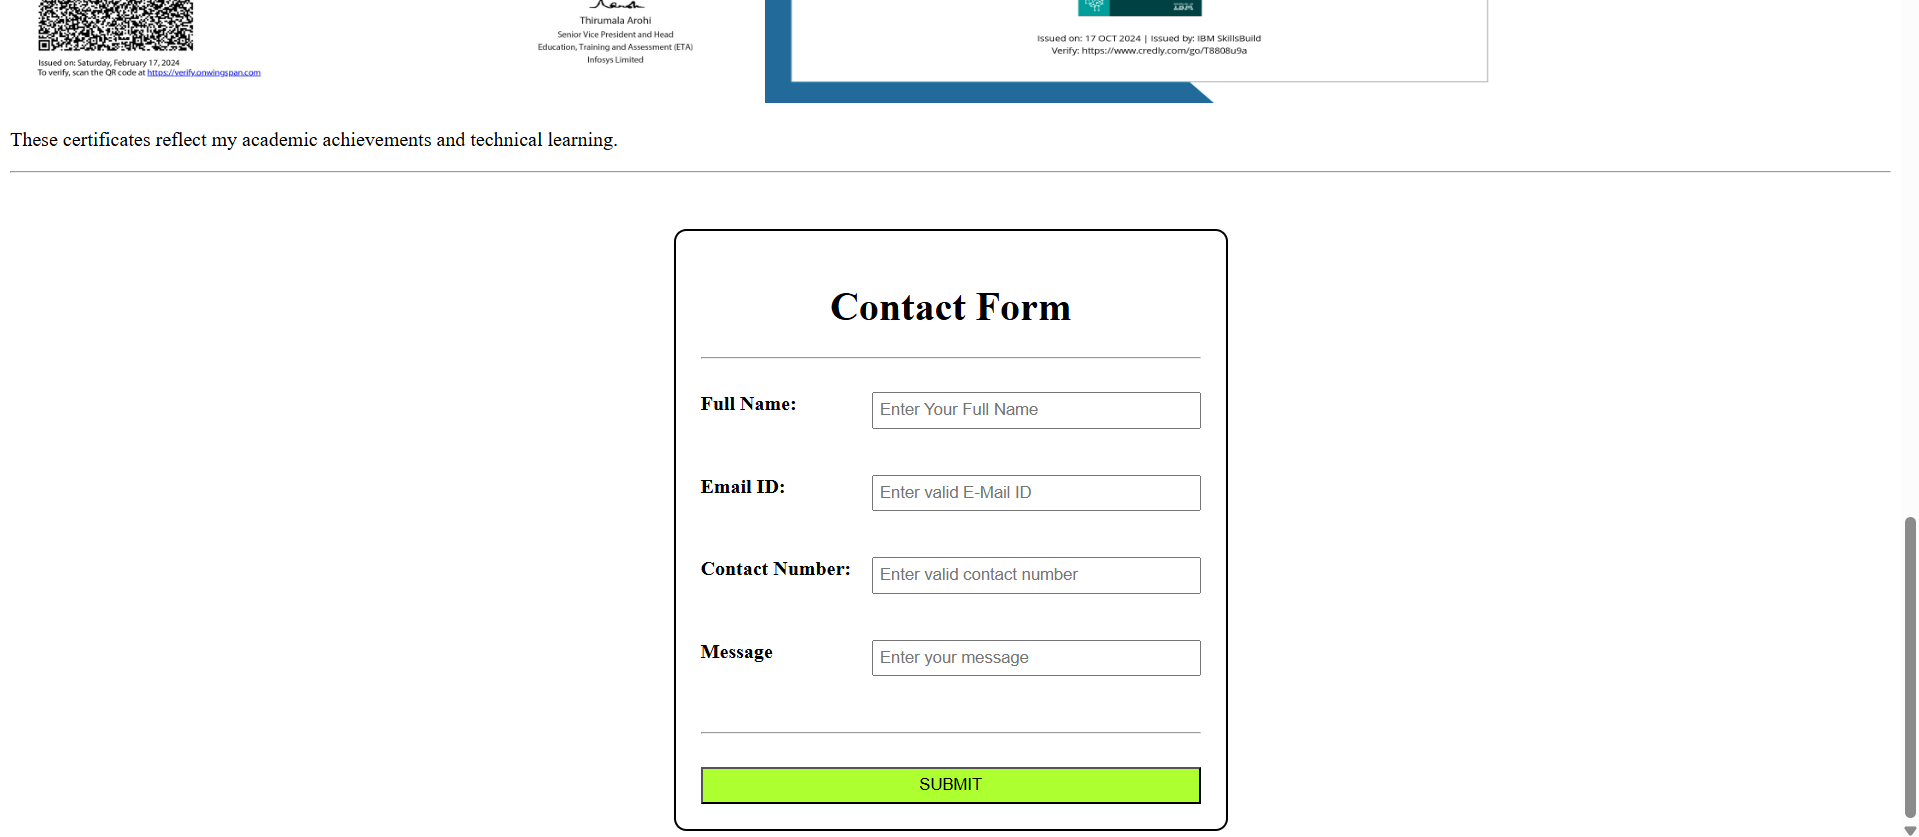 Issued on: Saturday, February 17, 2024
To verify, scan the QR code at https://verify.onwingspan.com
Thirumala Arohi
Senior Vice President and Head
Education, Training and Assessment (ETA)
Infosys Limited
IBM
Issued on: 17 OCT 2024 | Issued by: IBM SkillsBuild
Verify: https://www.credly.com/go/T8808u9a
These certificates reflect my academic achievements and technical learning.
Contact Form
Full Name: Enter Your Full Name
Email ID: Enter valid E-Mail ID
Contact Number: Enter valid contact number
Message Enter your message
SUBMIT